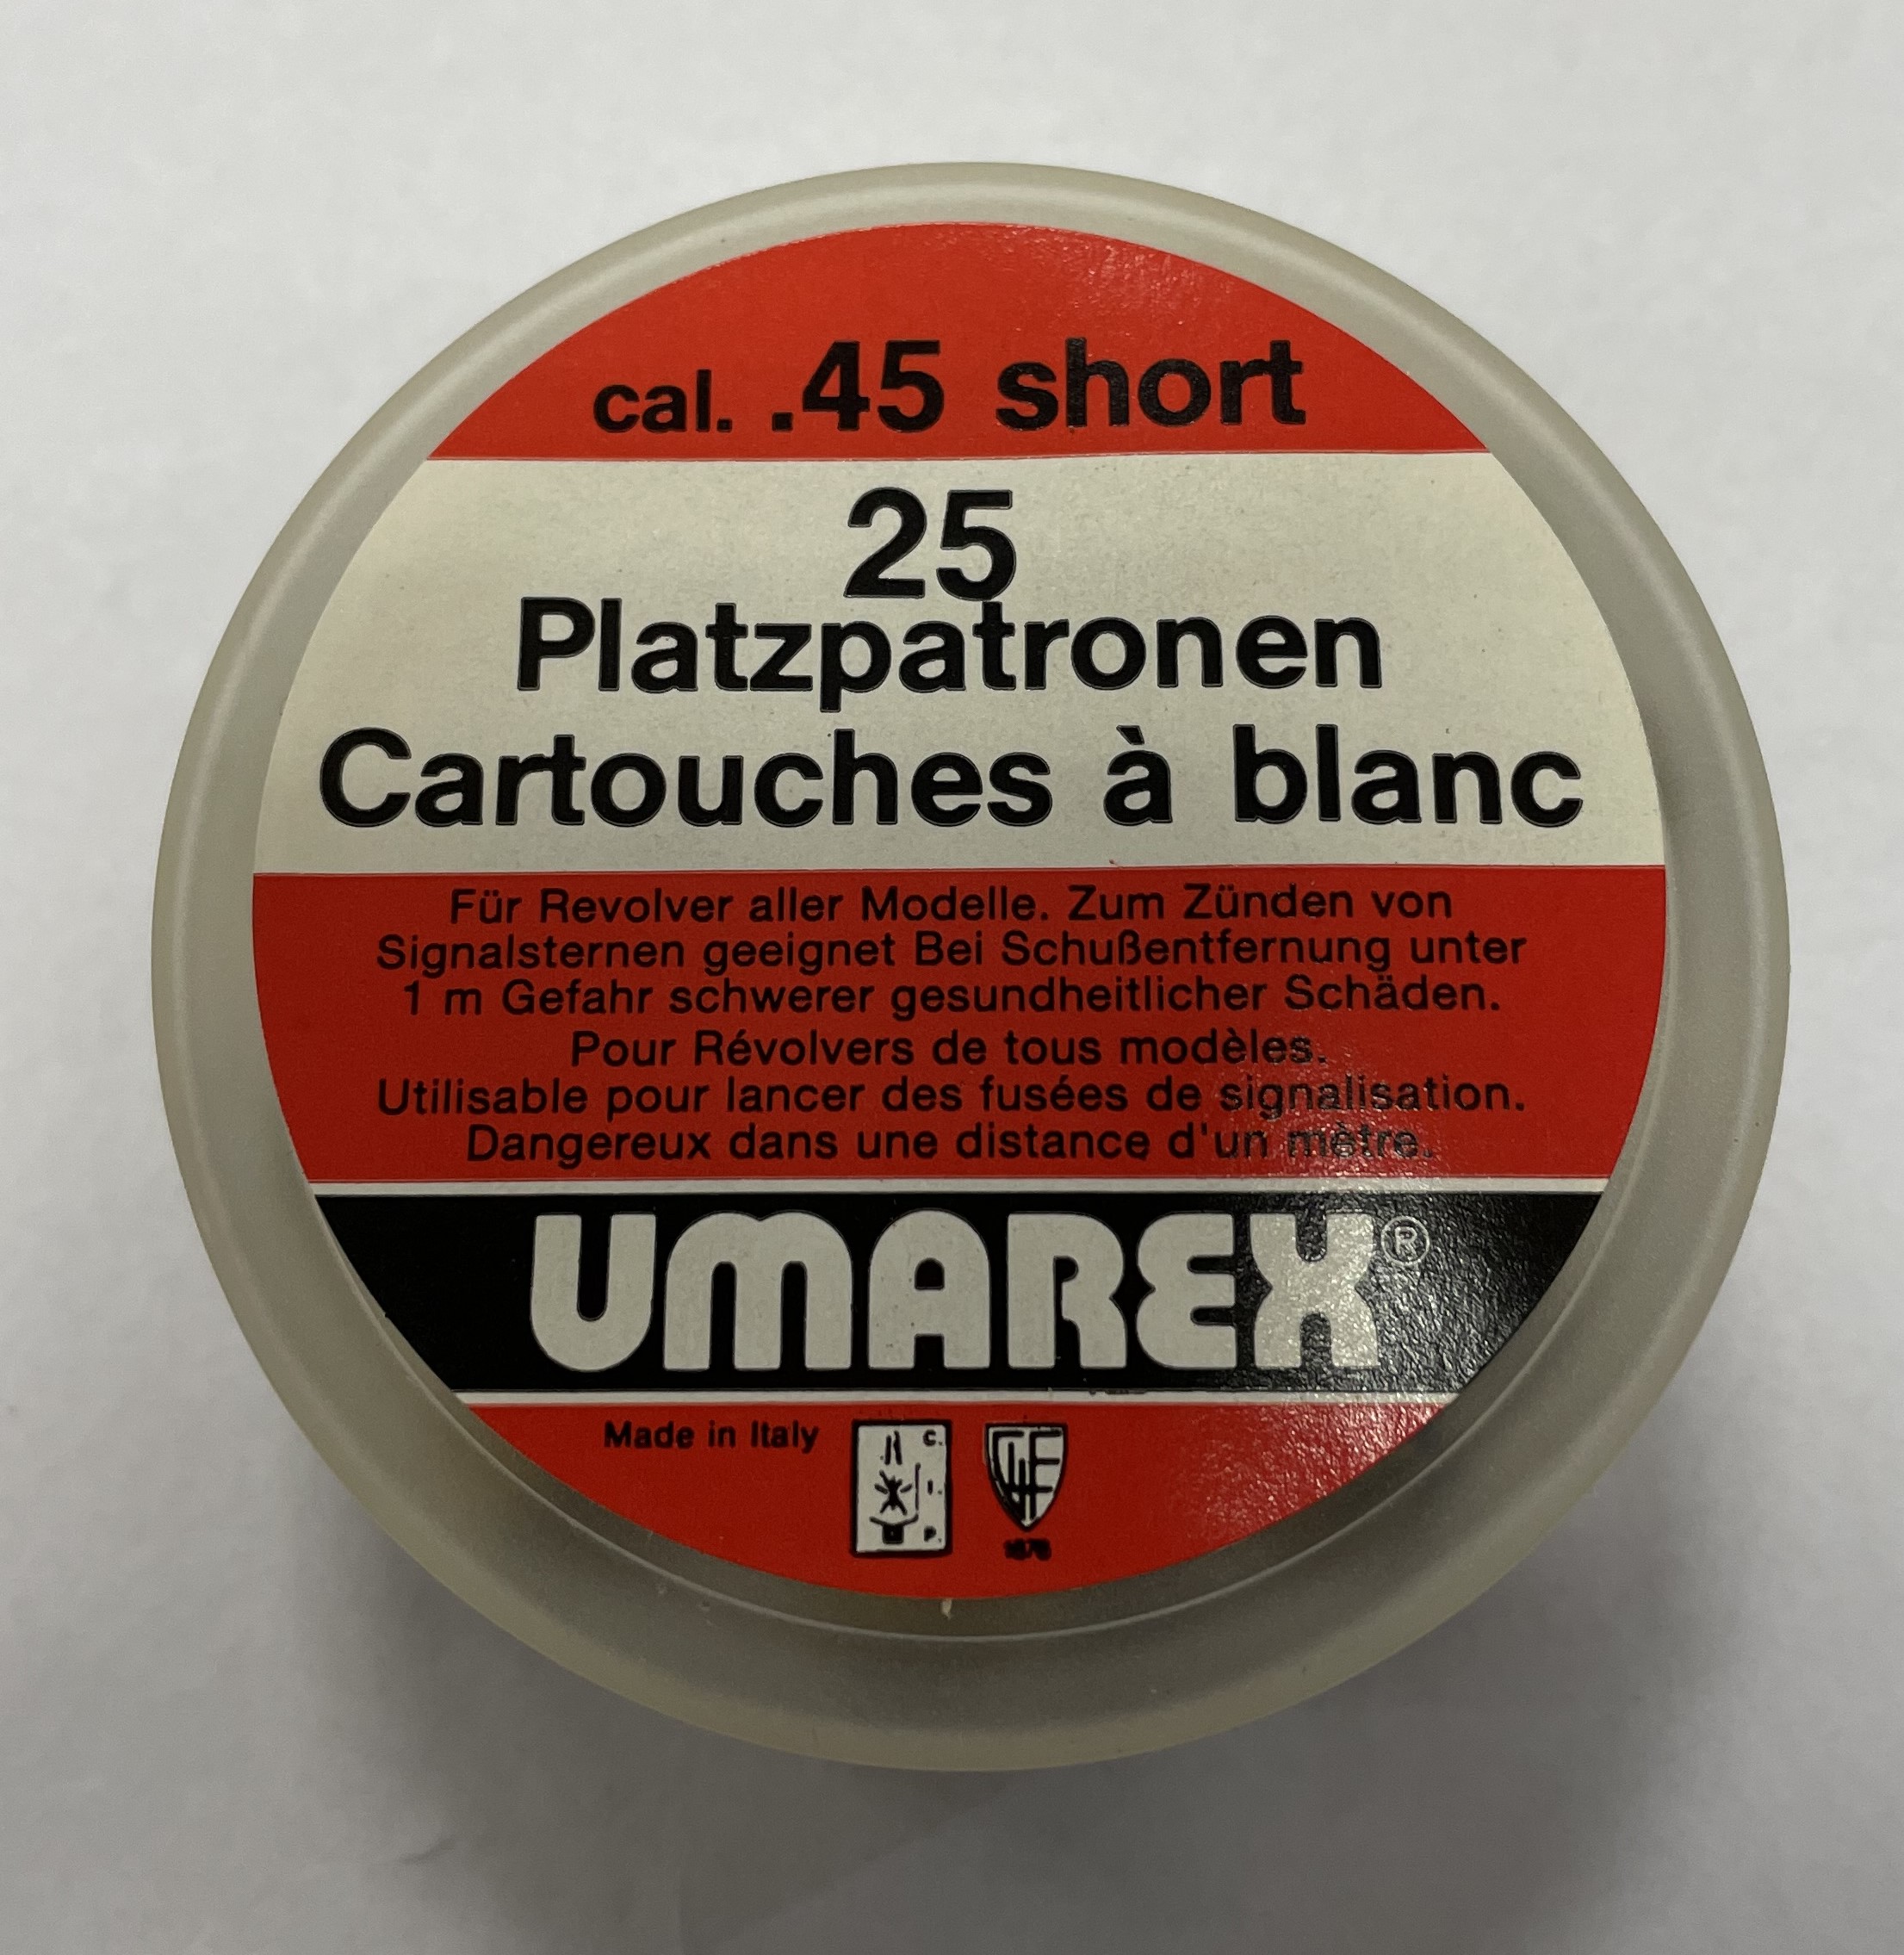 cal. .45 short
25
Platzpatronen
Cartouches à blanc
Für Revolver aller Modelle. Zum Zünden von
Signalsternen geeignet Bei Schußentfernung unter
1 m Gefahr schwerer gesundheitlicher Schäden.
Pour Révolvers de tous modèles.
Utilisable pour lancer des fusées de signalisation.
Dangereux dans une distance d'un mètre.
UMAREX®
Made in Italy
C.
I.
P.